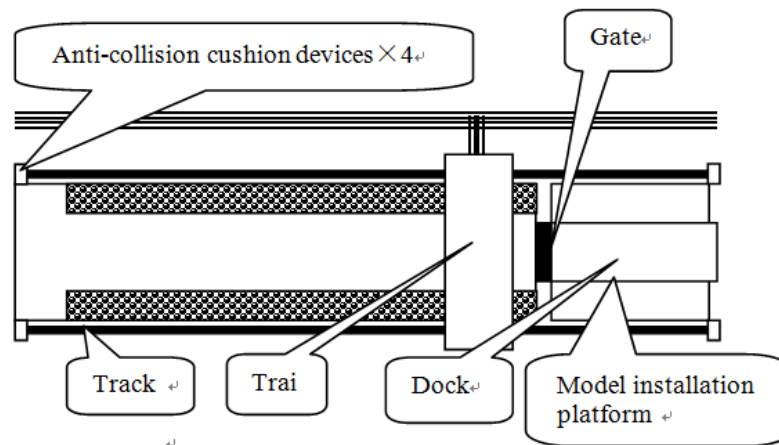 Anti-collision cushion devices×4
Gate
Track
Trai
Dock
Model installation
platform